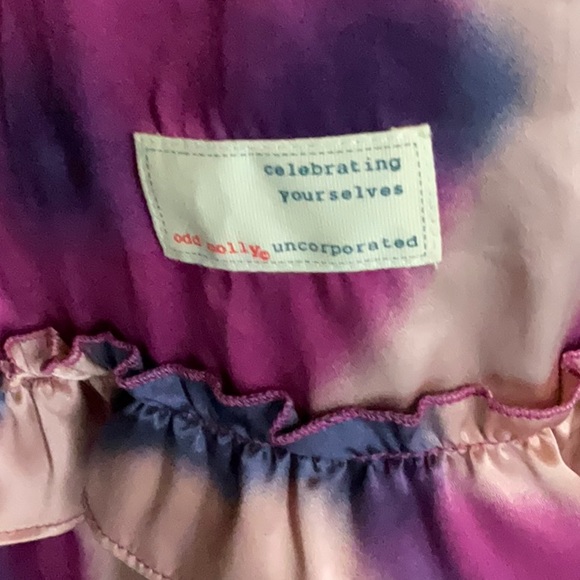 celebrating
yourselves
odd molly© uncorporated